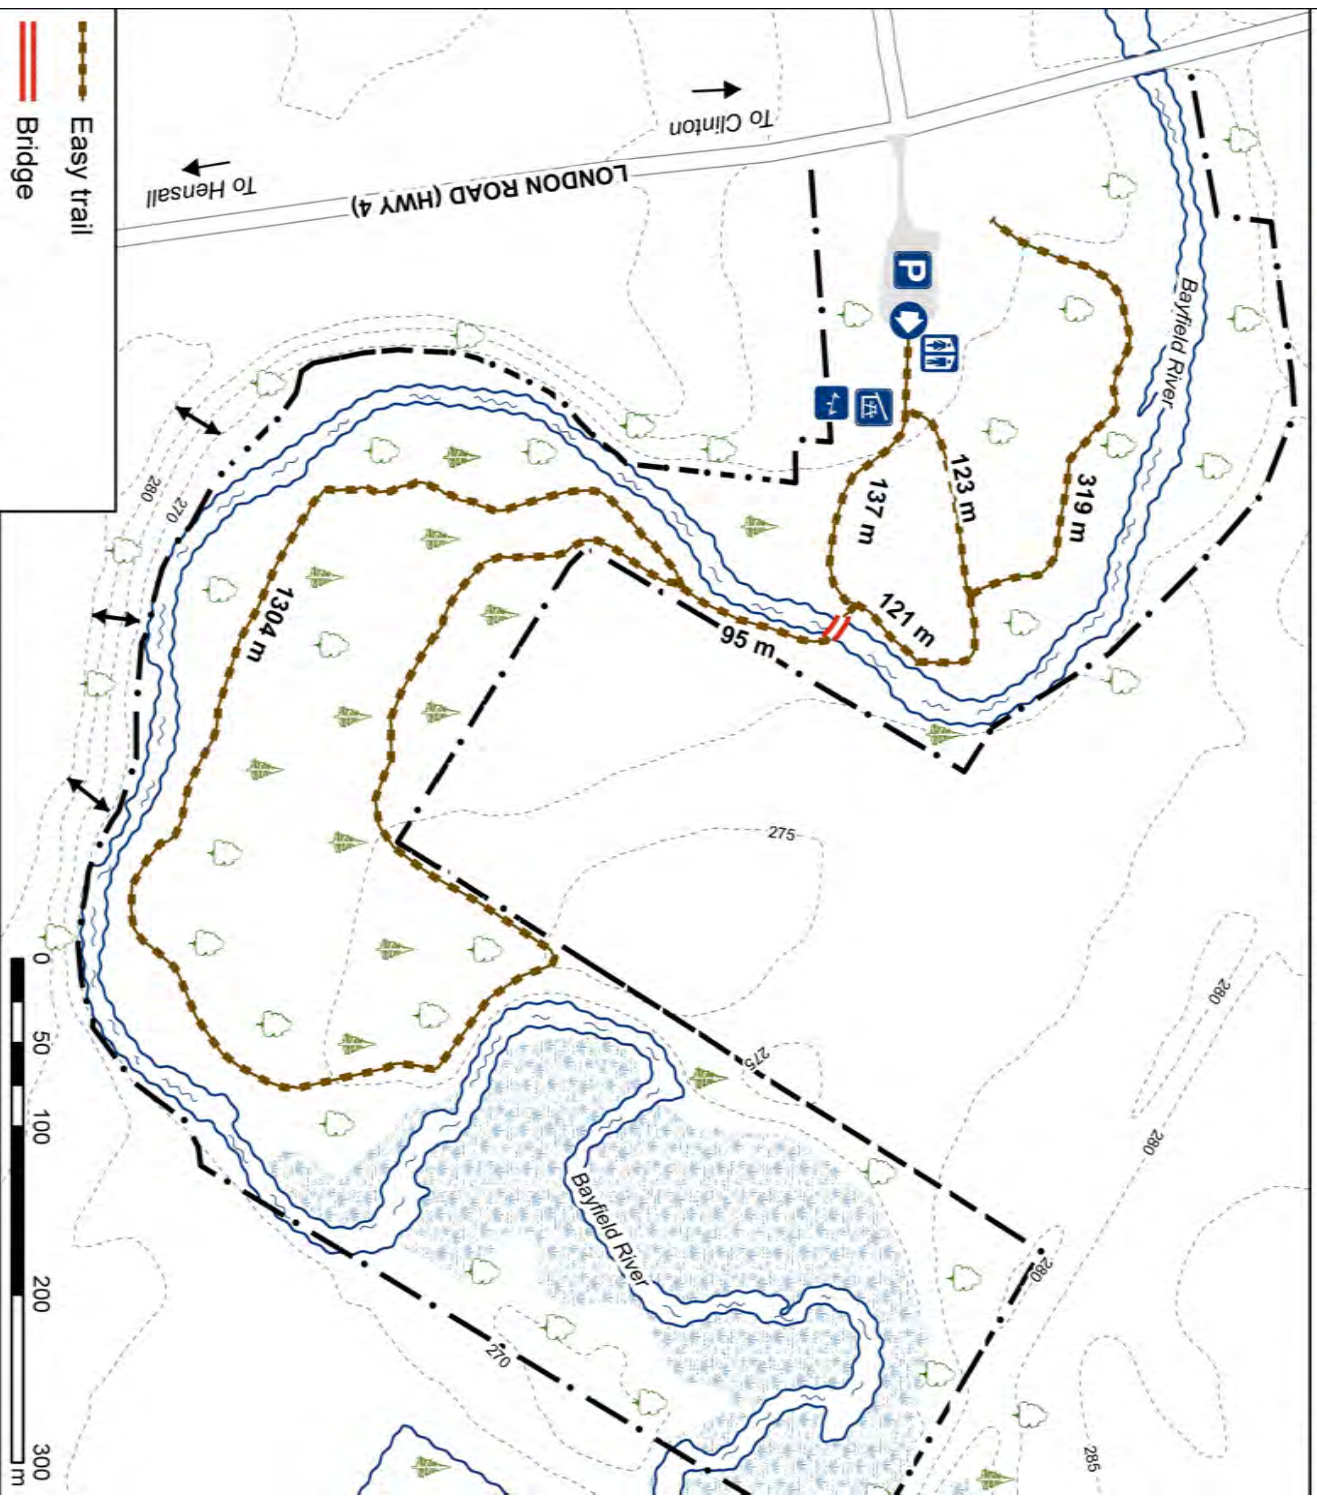 Easy trail
Bridge
To Clinton
To Hensall
LONDON ROAD (HWY 4)
P
Bayfield River
319 m
123 m
137 m
121 m
95 m
1304 m
280
270
275
275
280
280
280
285
270
Bayfield River
0 50 100 200 300
m